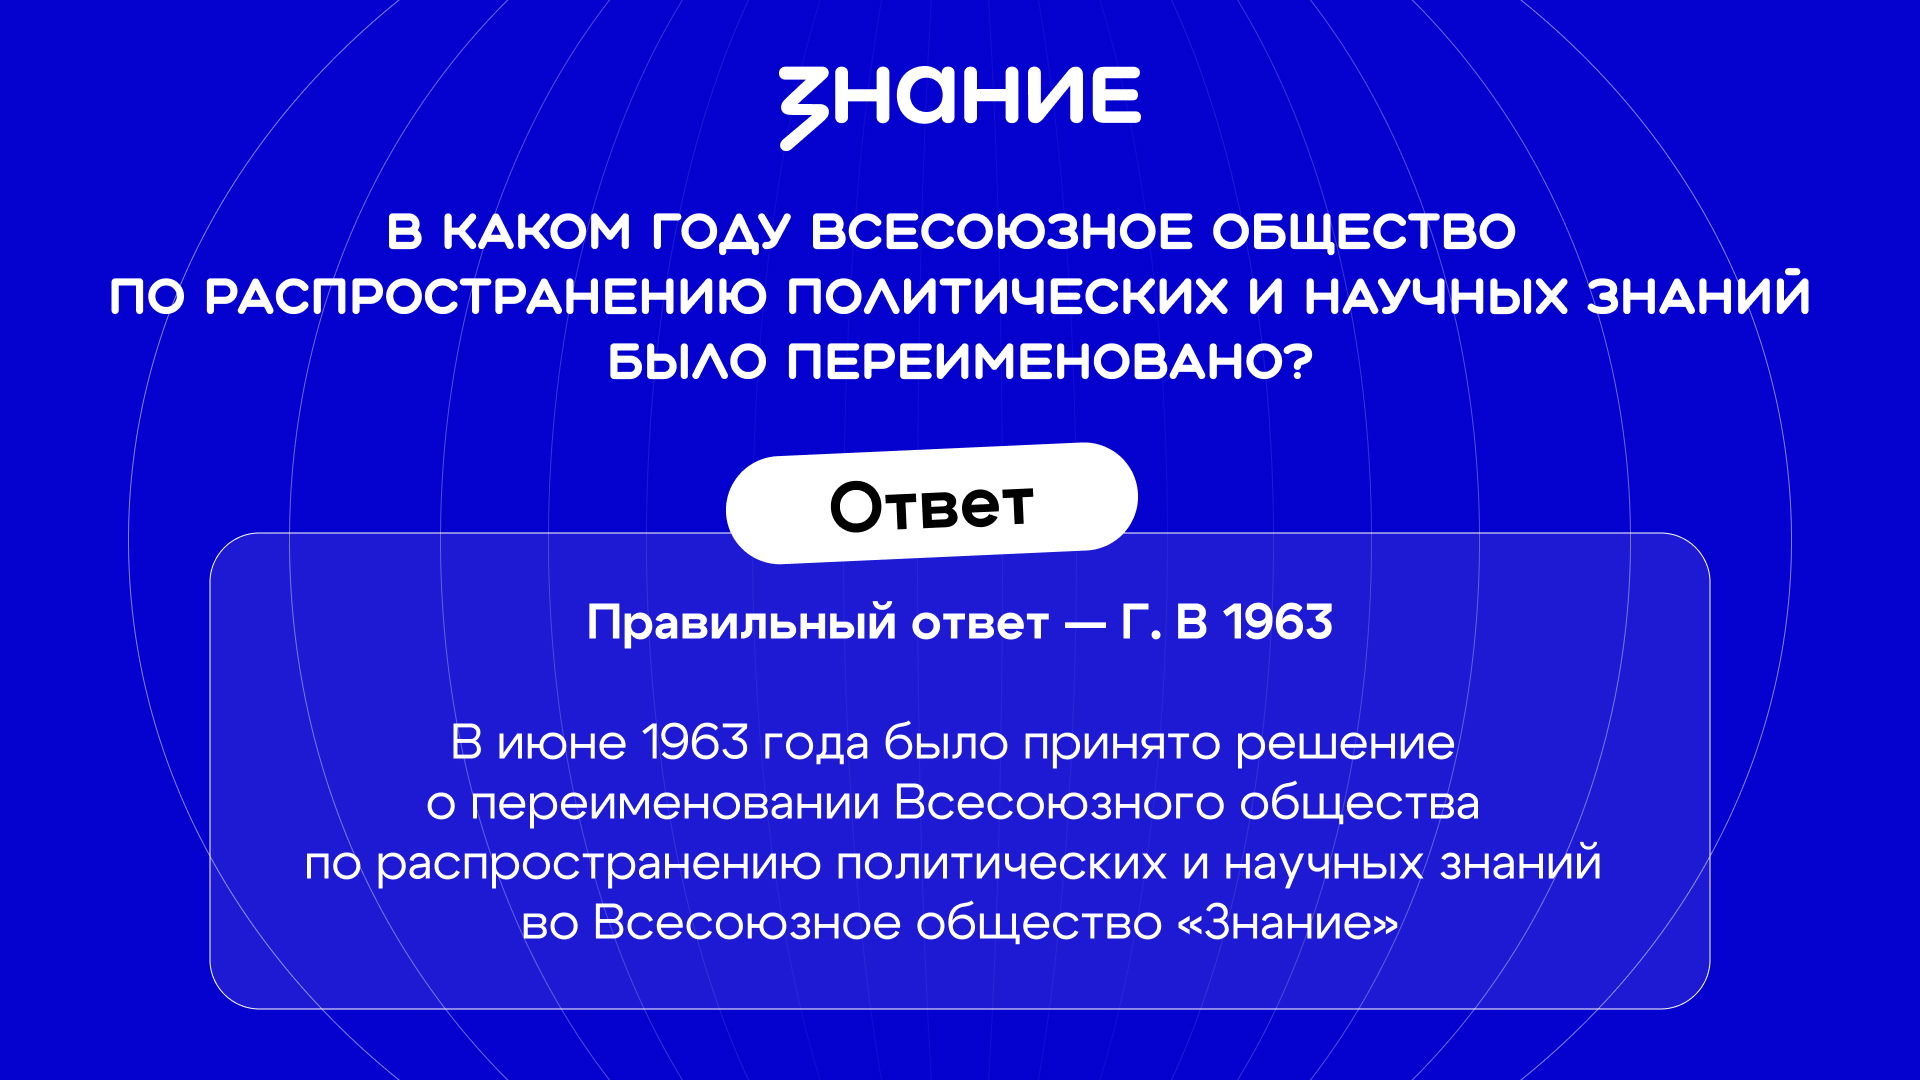 ЗНАНИЕ
В КАКОМ ГОДУ ВСЕСОЮЗНОЕ ОБЩЕСТВО
ПО РАСПРОСТРАНЕНИЮ ПОЛИТИЧЕСКИХ И НАУЧНЫХ ЗНАНИЙ
БЫЛО ПЕРЕИМЕНОВАНО?
Ответ
Правильный ответ — Г. В 1963
В июне 1963 года было принято решение
о переименовании Всесоюзного общества
по распространению политических и научных знаний
во Всесоюзное общество «Знание»